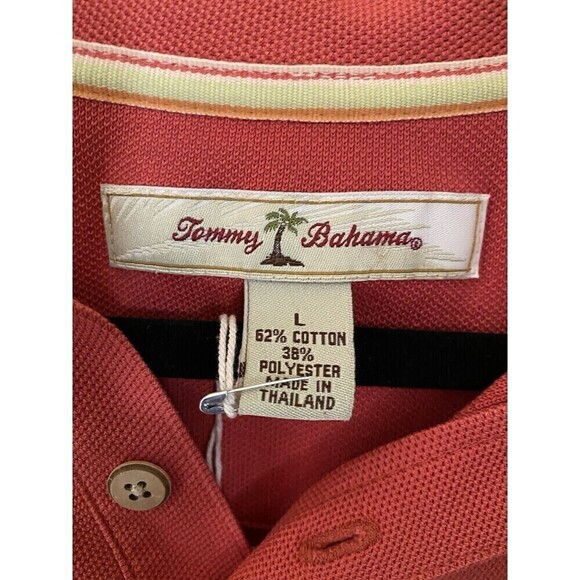 Tommy Bahama®
L
62% COTTON
38%
POLYESTER
MADE IN
THAILAND